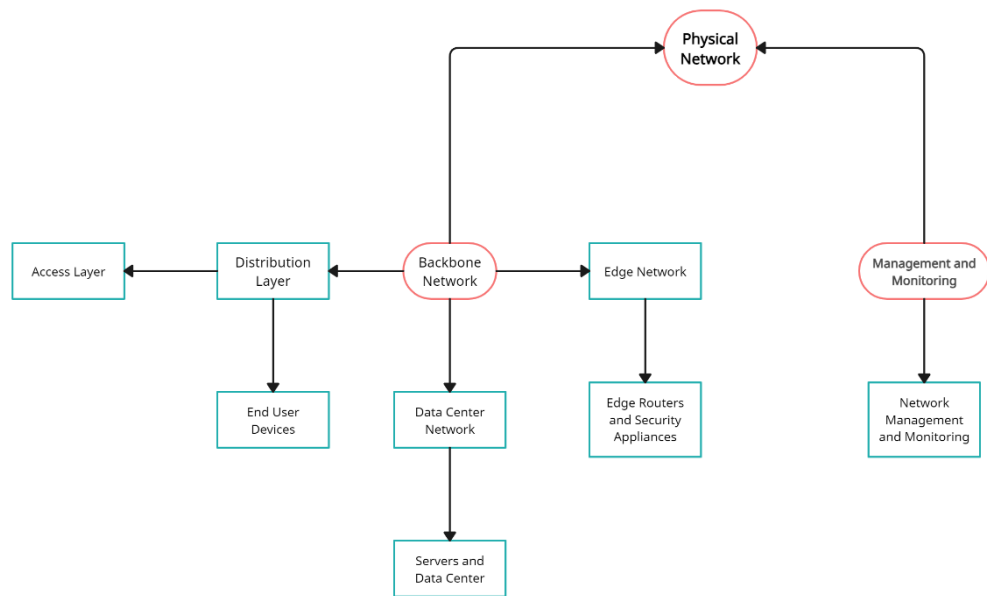 Physical
Network
Access Layer
Distribution
Layer
Backbone
Network
Edge Network
Management and
Monitoring
End User
Devices
Data Center
Network
Edge Routers
and Security
Appliances
Network
Management
and Monitoring
Servers and
Data Center